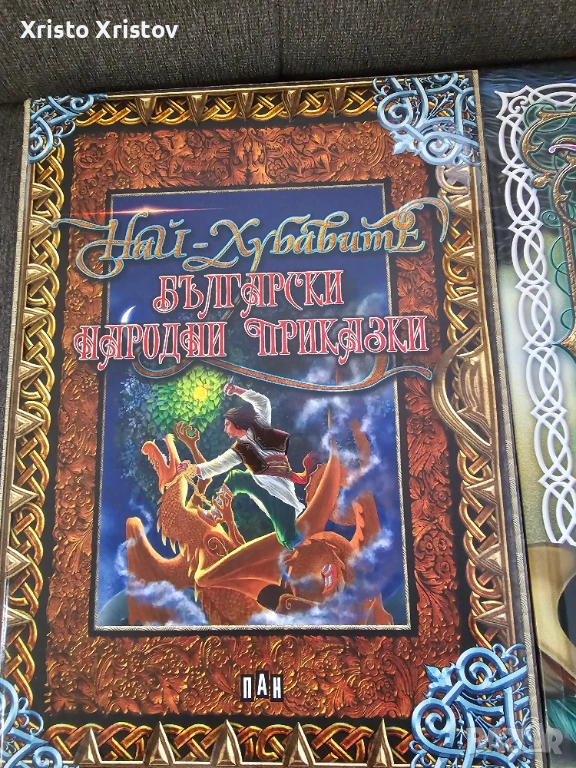 Xristo Xristov
Най-Хубавите
БЪЛГАРСКИ
НАРОДНИ ПРИКАЗКИ
ПАН